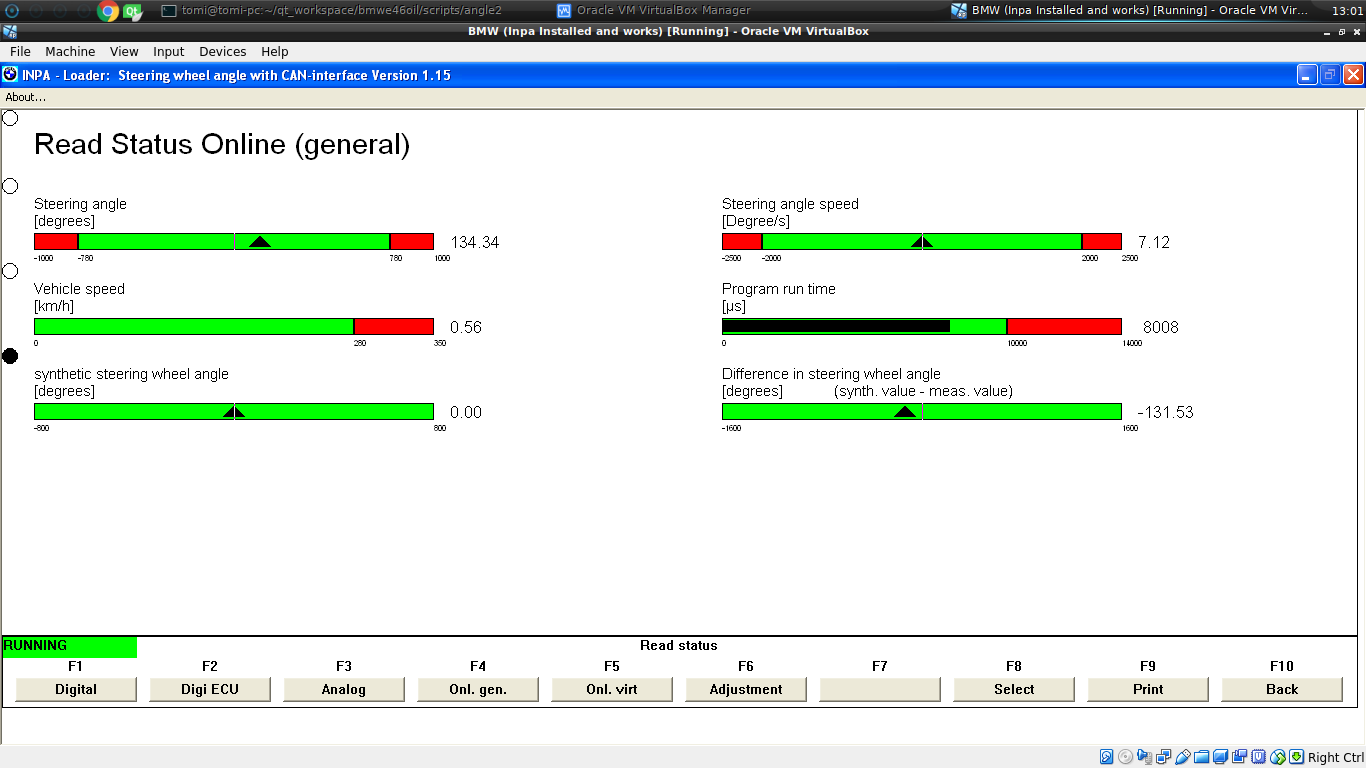 tomi@tomi-pc:~/qt_workspace/bmwe46oil/scripts/angle2
Oracle VM VirtualBox Manager
BMW (Inpa Installed and works) [Running] - Oracle VM Vir...
13:01
BMW (Inpa Installed and works) [Running] - Oracle VM VirtualBox
File Machine View Input Devices Help
INPA - Loader: Steering wheel angle with CAN-interface Version 1.15
About...
Read Status Online (general)
Steering angle
[degrees]
134.34
-1000 -780 780 1000
Steering angle speed
[Degree/s]
7.12
-2500 -2000 2000 2500
Vehicle speed
[km/h]
0.56
0 280 350
Program run time
[µs]
8008
0 10000 14000
synthetic steering wheel angle
[degrees]
0.00
-800 800
Difference in steering wheel angle
[degrees] (synth. value - meas. value)
-131.53
-1600 1600
RUNNING
Read status
F1 F2 F3 F4 F5 F6 F7 F8 F9 F10
Digital Digi ECU Analog Onl. gen. Onl. virt Adjustment Select Print Back
Right Ctrl